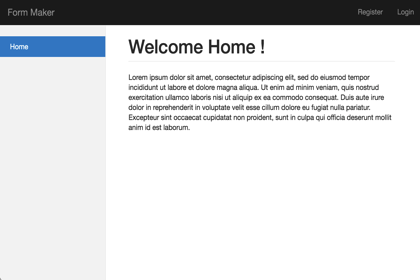 Form Maker
Register
Login
Home
Welcome Home !
Lorem ipsum dolor sit amet, consectetur adipiscing elit, sed do eiusmod tempor
incididunt ut labore et dolore magna aliqua. Ut enim ad minim veniam, quis nostrud
exercitation ullamco laboris nisi ut aliquip ex ea commodo consequat. Duis aute irure
dolor in reprehenderit in voluptate velit esse cillum dolore eu fugiat nulla pariatur.
Excepteur sint occaecat cupidatat non proident, sunt in culpa qui officia deserunt mollit
anim id est laborum.